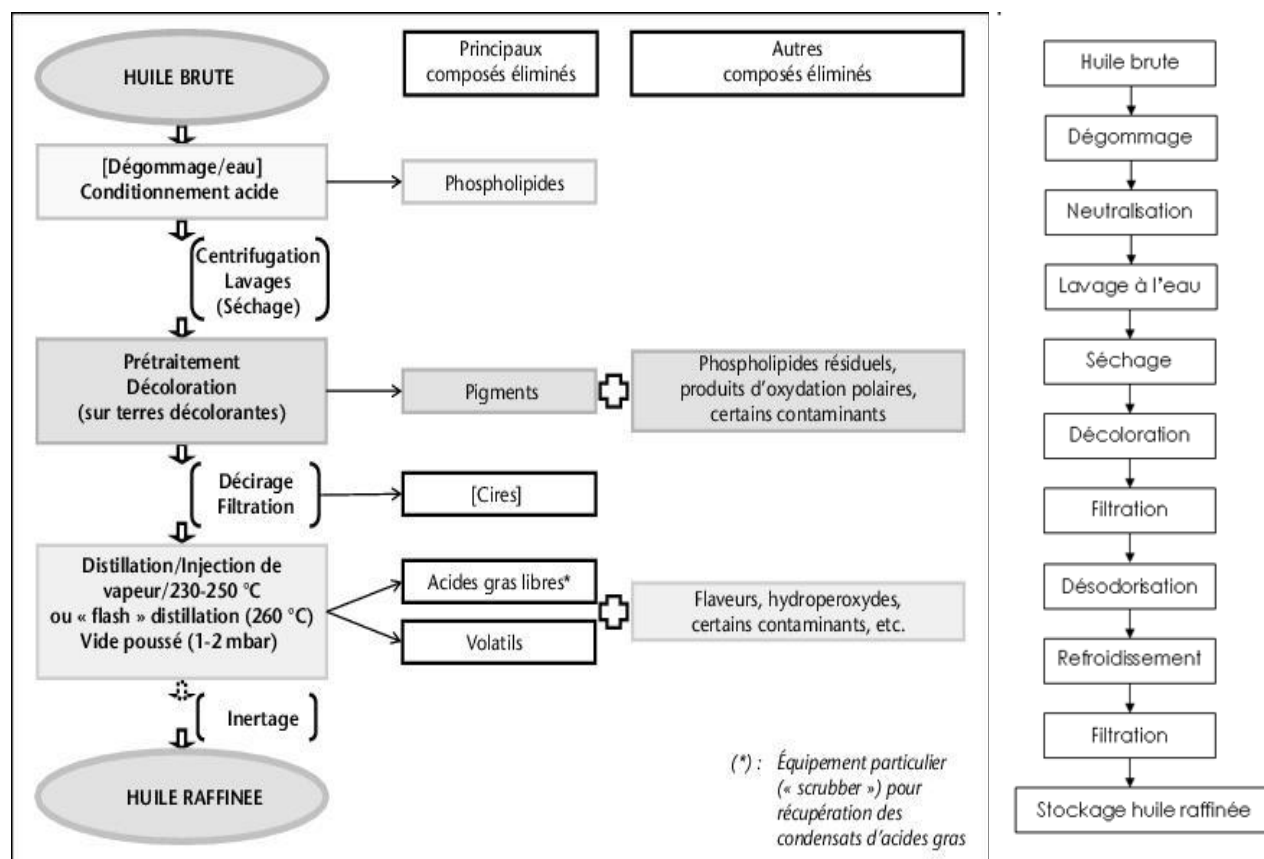 HUILE BRUTE
Principaux
composés éliminés
Autres
composés éliminés
[Dégommage/eau]
Conditionnement acide
Phospholipides
Centrifugation
Lavages
(Séchage)
Prétraitement
Décoloration
(sur terres décolorantes)
Pigments
Phospholipides résiduels,
produits d'oxydation polaires,
certains contaminants
Décirage
Filtration
[Cires]
Distillation/Injection de
vapeur/230-250 °C
ou « flash » distillation (260 °C)
Vide poussé (1-2 mbar)
Acides gras libres*
Volatils
Flaveurs, hydroperoxydes,
certains contaminants, etc.
Inertage
HUILE RAFFINEE
(*) : Équipement particulier
(« scrubber ») pour
récupération des
condensats d'acides gras
Huile brute
Dégommage
Neutralisation
Lavage à l'eau
Séchage
Décoloration
Filtration
Désodorisation
Refroidissement
Filtration
Stockage huile raffinée